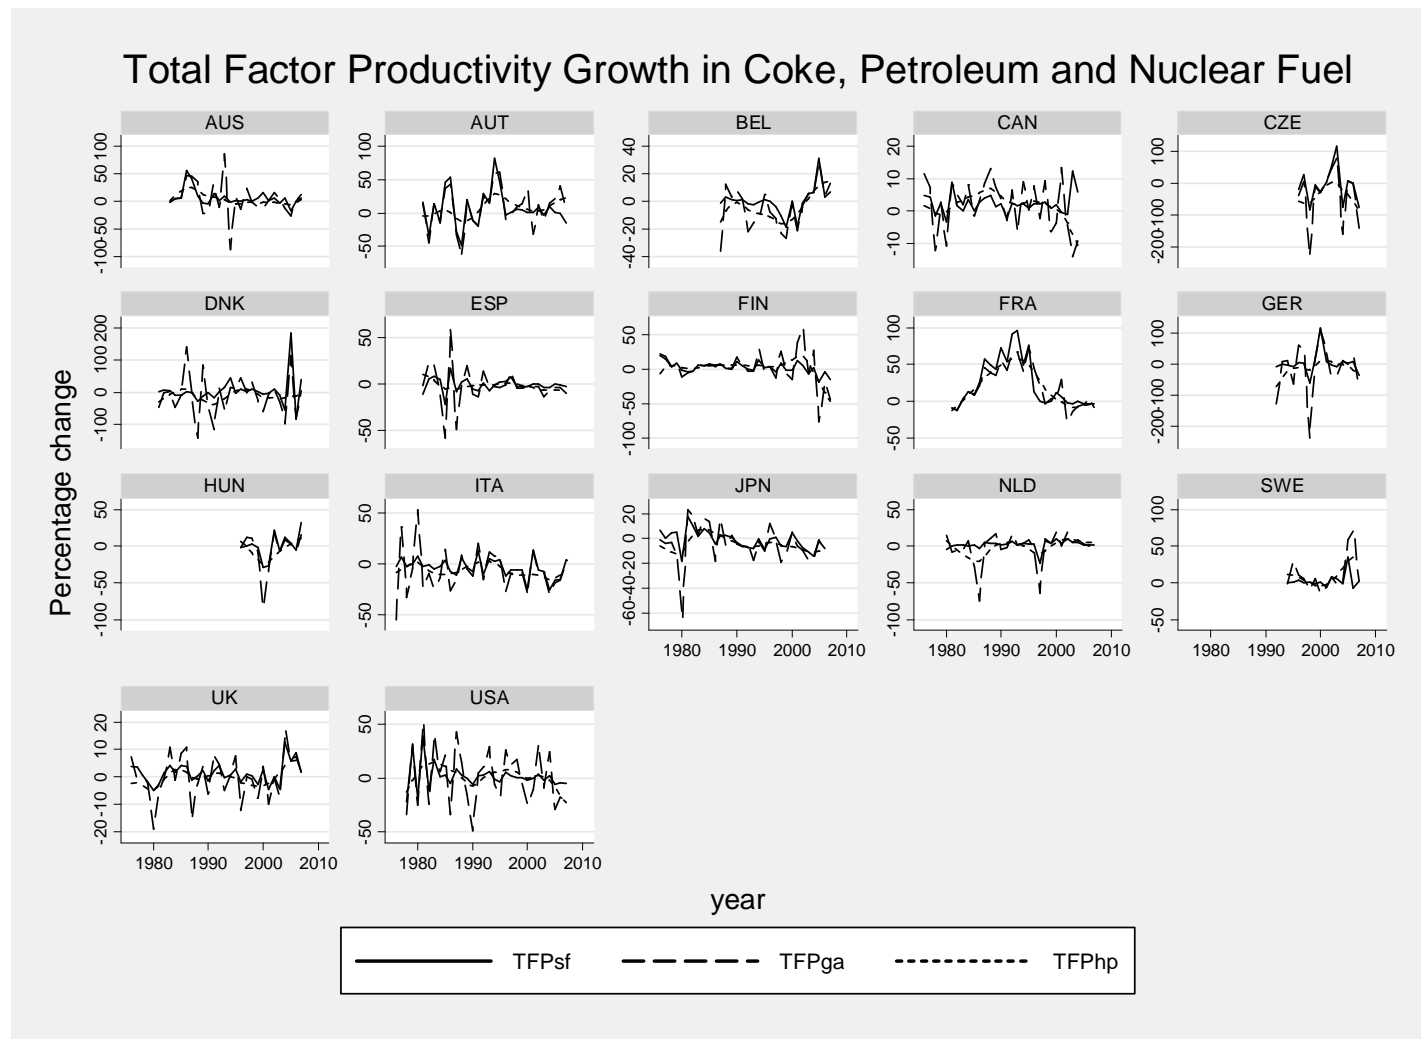 Total Factor Productivity Growth in Coke, Petroleum and Nuclear Fuel
Percentage change
AUS AUT BEL CAN CZE
100 50 0 -50 -100
100 50 0 -50
40 20 0 -20 -40
20 10 0 -10
100 0 -100 -200
DNK ESP FIN FRA GER
200 100 0 -100
50 0 -50
50 0 -50 -100
100 50 0 -50
100 0 -100 -200
HUN ITA JPN NLD SWE
50 0 -50 -100
50 0 -50
20 0 -20 -40 -60
50 0 -50 -100
100 50 0 -50
1980 1990 2000 2010 1980 1990 2000 2010 1980 1990 2000 2010
UK USA
20 10 0 -10 -20
50 0 -50
1980 1990 2000 2010 1980 1990 2000 2010
year
TFPsf TFPga TFPhp